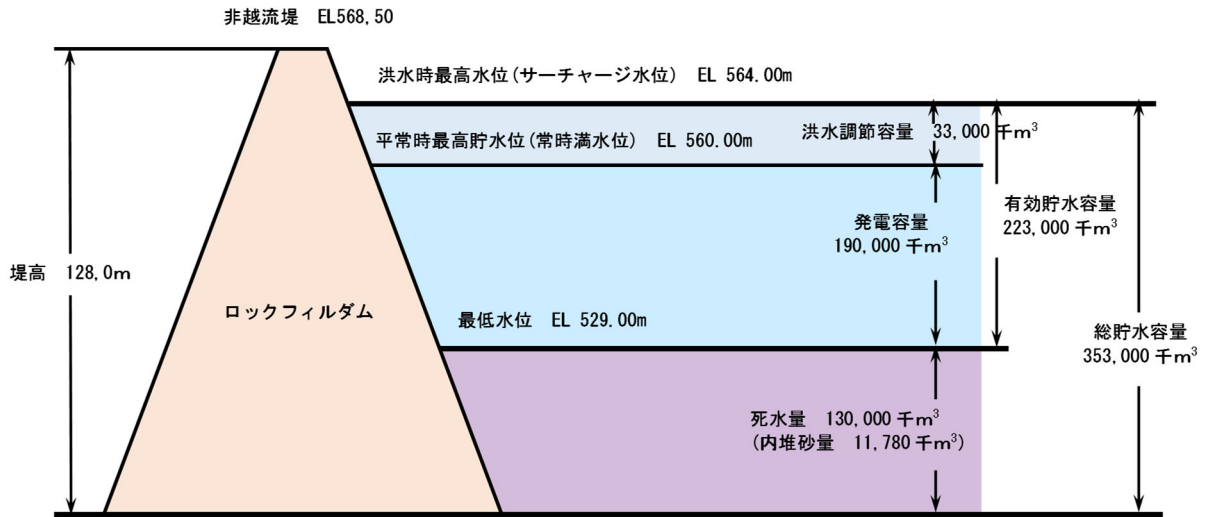 非越流堤　EL568,50
洪水時最高水位(サーチャージ水位)　EL 564.00m
平常時最高貯水位(常時満水位)　EL 560.00m
洪水調節容量　33,000 千m³
発電容量
190,000 千m³
有効貯水容量
223,000 千m³
堤高　128,0m
ロックフィルダム
最低水位　EL 529.00m
総貯水容量
353,000 千m³
死水量　130,000 千m³
(内堆砂量　11,780 千m³)